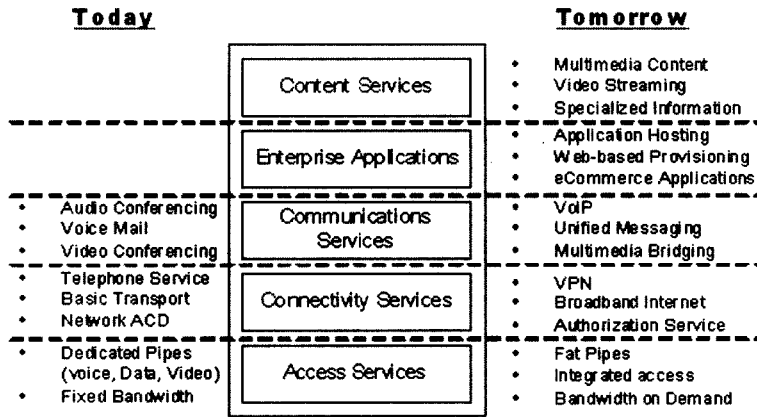 Today
Tomorrow
Content Services
• Multimedia Content
• Video Streaming
• Specialized Information
Enterprise Applications
• Application Hosting
• Web-based Provisioning
• eCommerce Applications
• Audio Conferencing
• Voice Mail
• Video Conferencing
Communications
Services
• VoIP
• Unified Messaging
• Multimedia Bridging
• Telephone Service
• Basic Transport
• Network ACD
Connectivity Services
• VPN
• Broadband Internet
• Authorization Service
• Dedicated Pipes
(voice, Data, Video)
• Fixed Bandwidth
Access Services
• Fat Pipes
• Integrated access
• Bandwidth on Demand